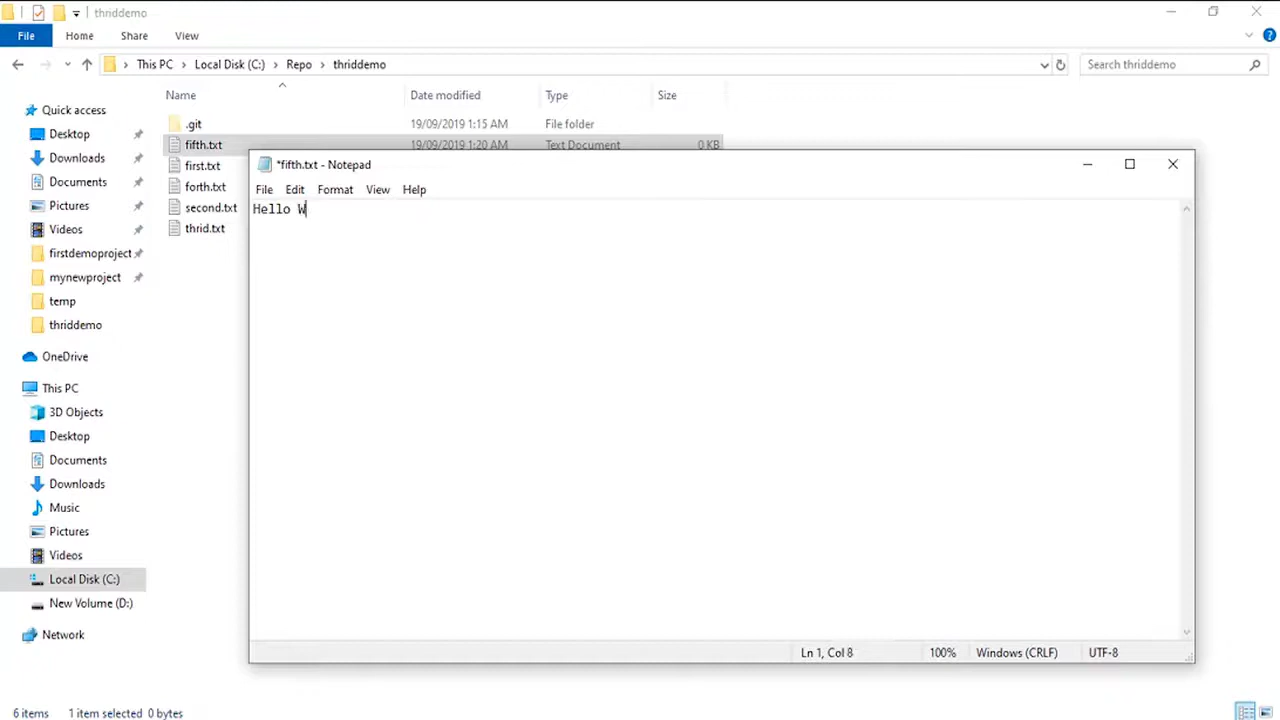 thriddemo
File Home Share View
This PC Local Disk (C:) Repo thriddemo Search thriddemo
Name Date modified Type Size
Quick access
Desktop
Downloads
Documents
Pictures
Videos
firstdemoproject
mynewproject
temp
thriddemo
OneDrive
This PC
3D Objects
Desktop
Documents
Downloads
Music
Pictures
Videos
Local Disk (C:)
New Volume (D:)
Network
.git 19/09/2019 1:15 AM File folder
fifth.txt 19/09/2019 1:20 AM Text Document 0 KB
first.txt
forth.txt
second.txt
thrid.txt
*fifth.txt - Notepad
File Edit Format View Help
Hello W
Ln 1, Col 8 100% Windows (CRLF) UTF-8
6 items 1 item selected 0 bytes